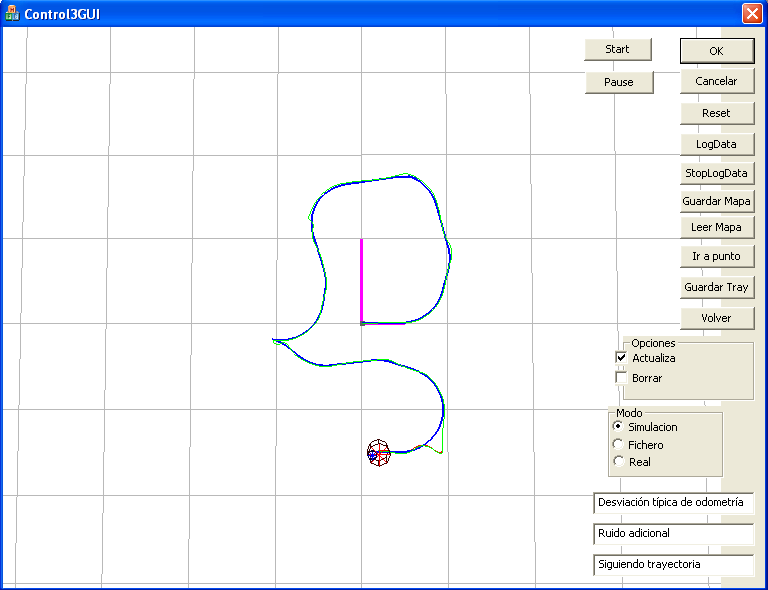 Control3GUI
Start
OK
Pause
Cancelar
Reset
LogData
StopLogData
Guardar Mapa
Leer Mapa
Ir a punto
Guardar Tray
Volver
Opciones
Actualiza
Borrar
Modo
Simulacion
Fichero
Real
Desviación típica de odometría
Ruido adicional
Siguiendo trayectoria